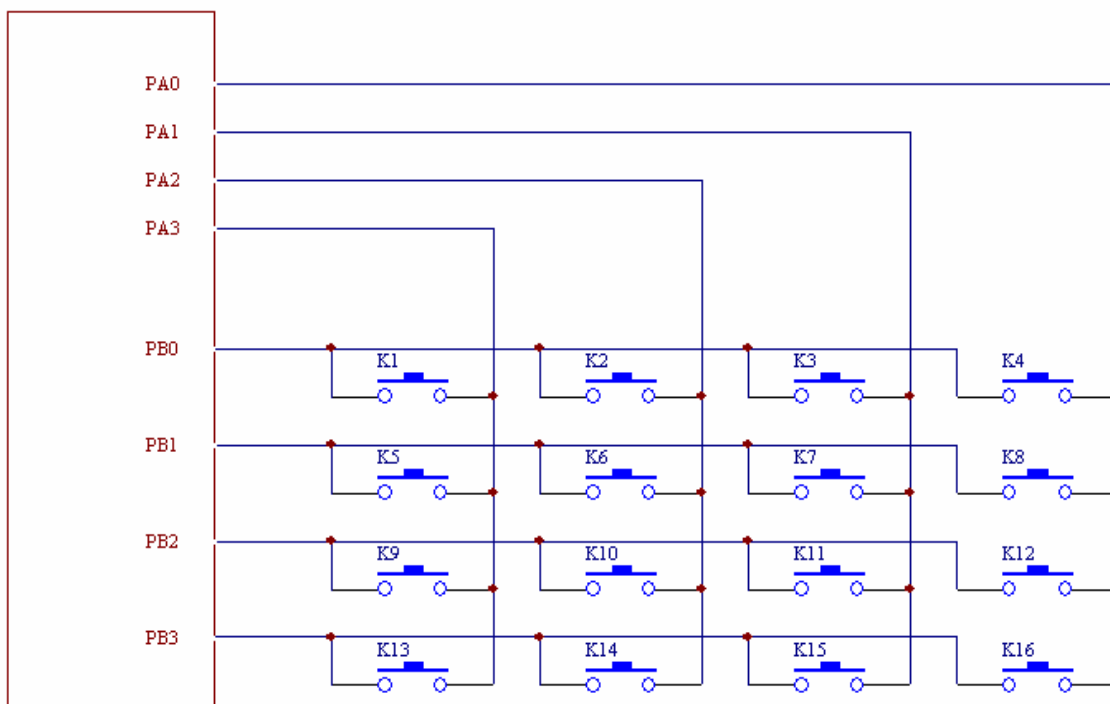 PA0
PA1
PA2
PA3
PB0
K1 K2 K3 K4
PB1
K5 K6 K7 K8
PB2
K9 K10 K11 K12
PB3
K13 K14 K15 K16